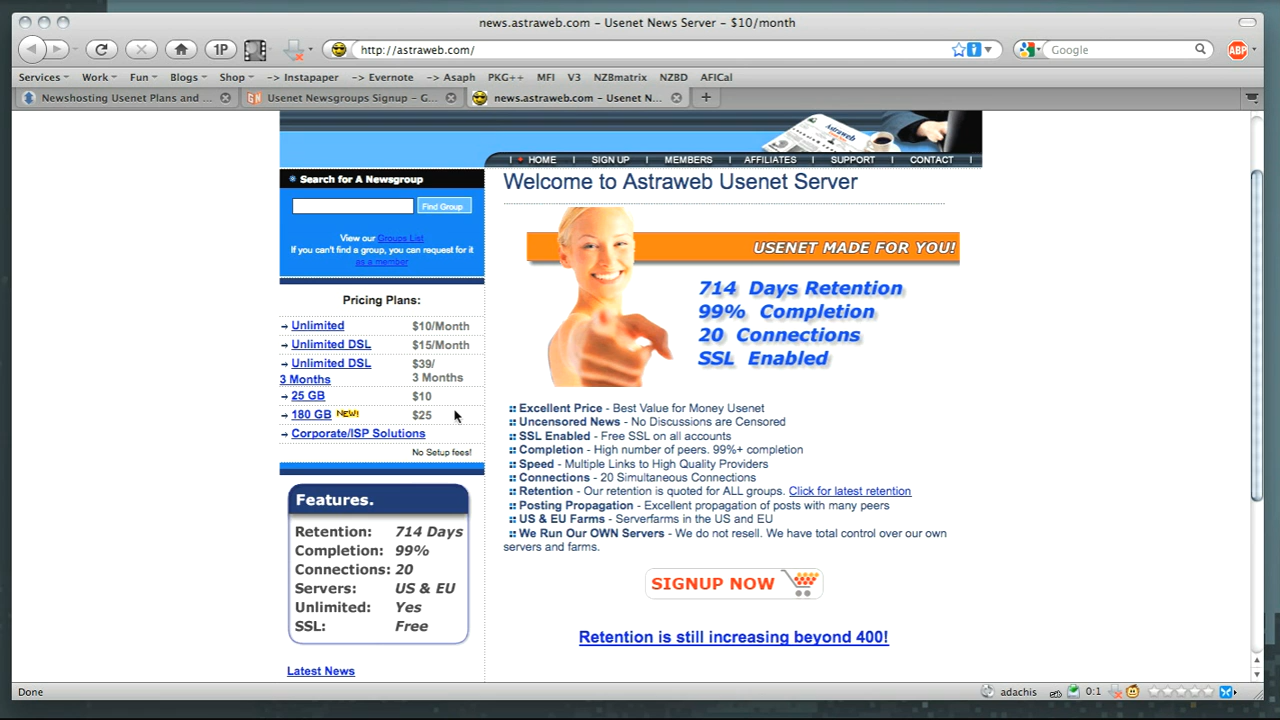 news.astraweb.com – Usenet News Server – $10/month
1P
http://astraweb.com/
Google
ABP
Services Work Fun Blogs Shop -> Instapaper -> Evernote -> Asaph PKG++ MFI V3 NZBmatrix NZBD AFICal
Newshosting Usenet Plans and ... Usenet Newsgroups Signup – G... news.astraweb.com – Usenet N...
Astraweb
HOME SIGN UP MEMBERS AFFILIATES SUPPORT CONTACT
Search for A Newsgroup
Find Group
View our Groups List
If you can't find a group, you can request for it
as a member
Pricing Plans:
Unlimited $10/Month
Unlimited DSL $15/Month
Unlimited DSL $39/
3 Months 3 Months
25 GB $10
180 GB NEW! $25
Corporate/ISP Solutions
No Setup fees!
Features.
Retention: 714 Days
Completion: 99%
Connections: 20
Servers: US & EU
Unlimited: Yes
SSL: Free
Latest News
Welcome to Astraweb Usenet Server
USENET MADE FOR YOU!
714 Days Retention
99% Completion
20 Connections
SSL Enabled
Excellent Price - Best Value for Money Usenet
Uncensored News - No Discussions are Censored
SSL Enabled - Free SSL on all accounts
Completion - High number of peers. 99%+ completion
Speed - Multiple Links to High Quality Providers
Connections - 20 Simultaneous Connections
Retention - Our retention is quoted for ALL groups. Click for latest retention
Posting Propagation - Excellent propagation of posts with many peers
US & EU Farms - Serverfarms in the US and EU
We Run Our OWN Servers - We do not resell. We have total control over our own
servers and farms.
SIGNUP NOW
Retention is still increasing beyond 400!
Done
adachis
0:1